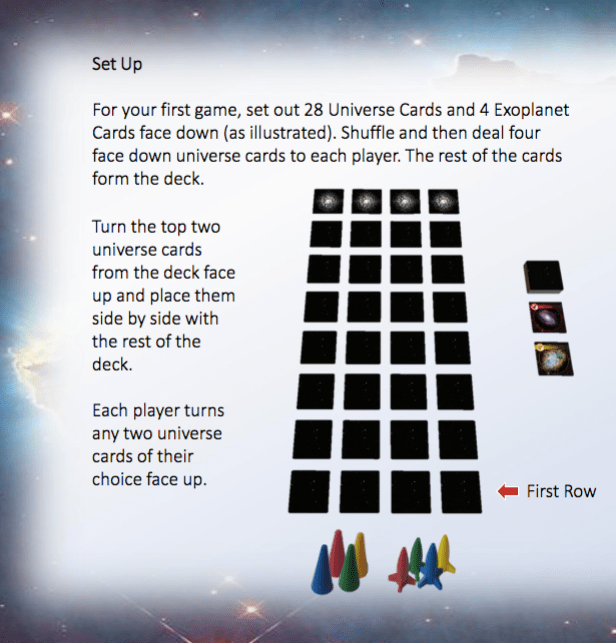 Set Up
For your first game, set out 28 Universe Cards and 4 Exoplanet
Cards face down (as illustrated). Shuffle and then deal four
face down universe cards to each player. The rest of the cards
form the deck.
Turn the top two
universe cards
from the deck face
up and place them
side by side with
the rest of the
deck.
Each player turns
any two universe
cards of their
choice face up.
First Row